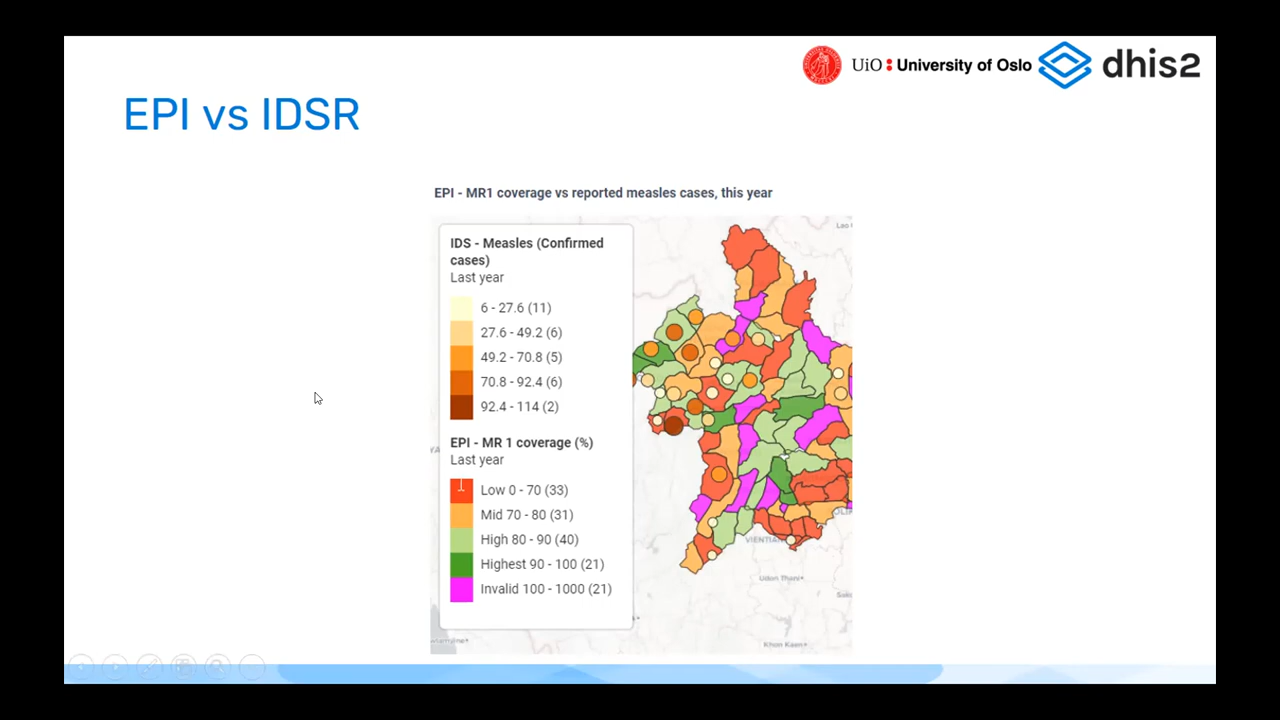 UiO : University of Oslo
dhis2
EPI vs IDSR
EPI - MR1 coverage vs reported measles cases, this year
IDS - Measles (Confirmed
cases)
Last year
6 - 27.6 (11)
27.6 - 49.2 (6)
49.2 - 70.8 (5)
70.8 - 92.4 (6)
92.4 - 114 (2)
EPI - MR 1 coverage (%)
Last year
Low 0 - 70 (33)
Mid 70 - 80 (31)
High 80 - 90 (40)
Highest 90 - 100 (21)
Invalid 100 - 1000 (21)
Lao
VIENTIAN
Udon Thani
Khon Kaen